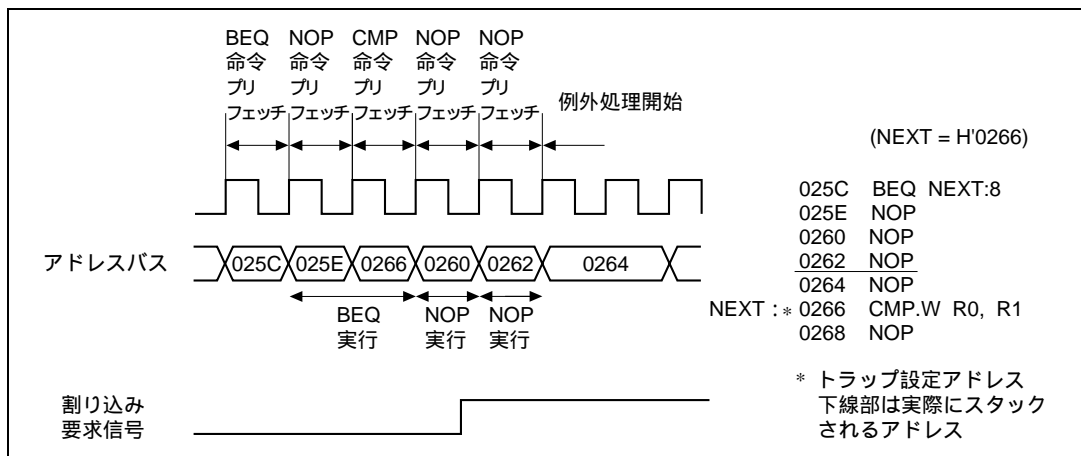 BEQ NOP CMP NOP NOP
命令 命令 命令 命令 命令
プリ プリ プリ プリ プリ
フェッチ フェッチ フェッチ フェッチ フェッチ
例外処理開始
アドレスバス 025C 025E 0266 0260 0262 0264
BEQ NOP NOP
実行 実行 実行
割り込み
要求信号
(NEXT = H'0266)
025C BEQ NEXT:8
025E NOP
0260 NOP
0262 NOP
0264 NOP
NEXT : * 0266 CMP.W R0, R1
0268 NOP
* トラップ設定アドレス
下線部は実際にスタック
されるアドレス